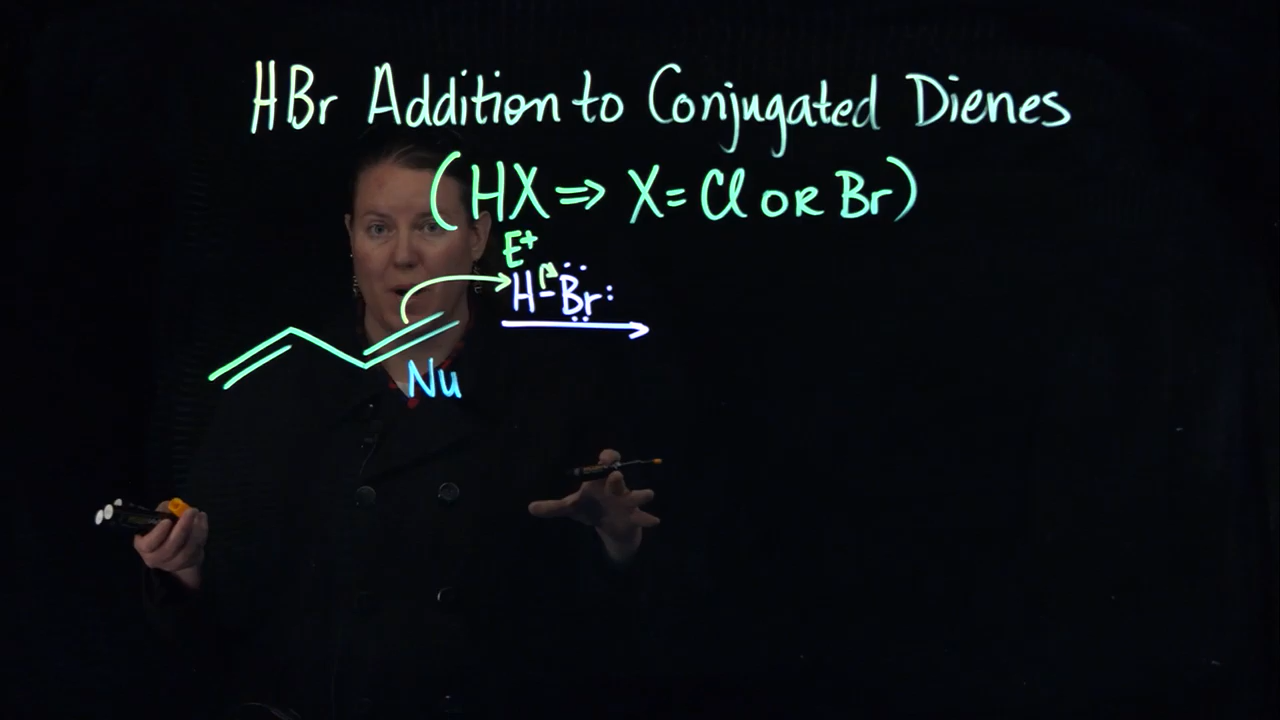 HBr Addition to Conjugated Dienes
(HX ⇒ X = Cl or Br)
E+
H-Br
Nu